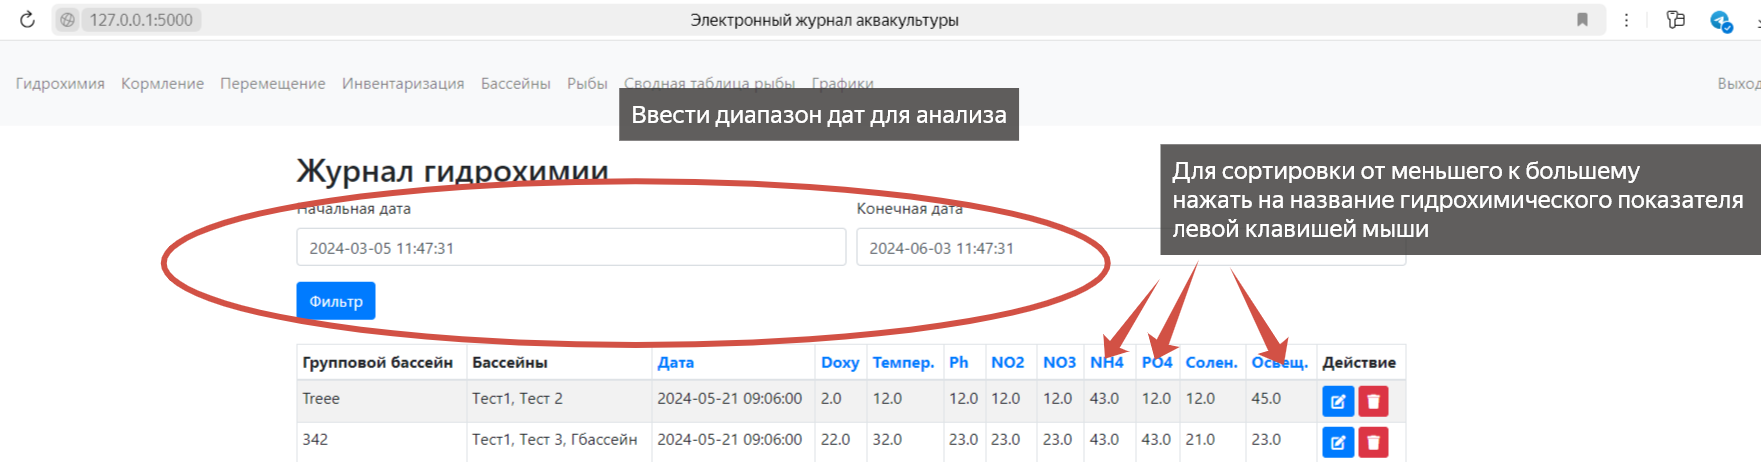 127.0.0.1:5000 Электронный журнал аквакультуры
Гидрохимия Кормление Перемещение Инвентаризация Бассейны Рыбы Сводная таблица рыбы Графики Выход
Ввести диапазон дат для анализа
Для сортировки от меньшего к большему
нажать на название гидрохимического показателя
левой клавишей мыши
Журнал гидрохимии
Начальная дата Конечная дата
2024-03-05 11:47:31 2024-06-03 11:47:31
Фильтр
Групповой бассейн Бассейны Дата Doxy Темпер. Ph NO2 NO3 NH4 PO4 Солен. Освещ. Действие
Treee Тест1, Тест 2 2024-05-21 09:06:00 2.0 12.0 12.0 12.0 12.0 43.0 12.0 12.0 45.0
342 Тест1, Тест 3, Гбассейн 2024-05-21 09:06:00 22.0 32.0 23.0 23.0 23.0 43.0 43.0 21.0 23.0